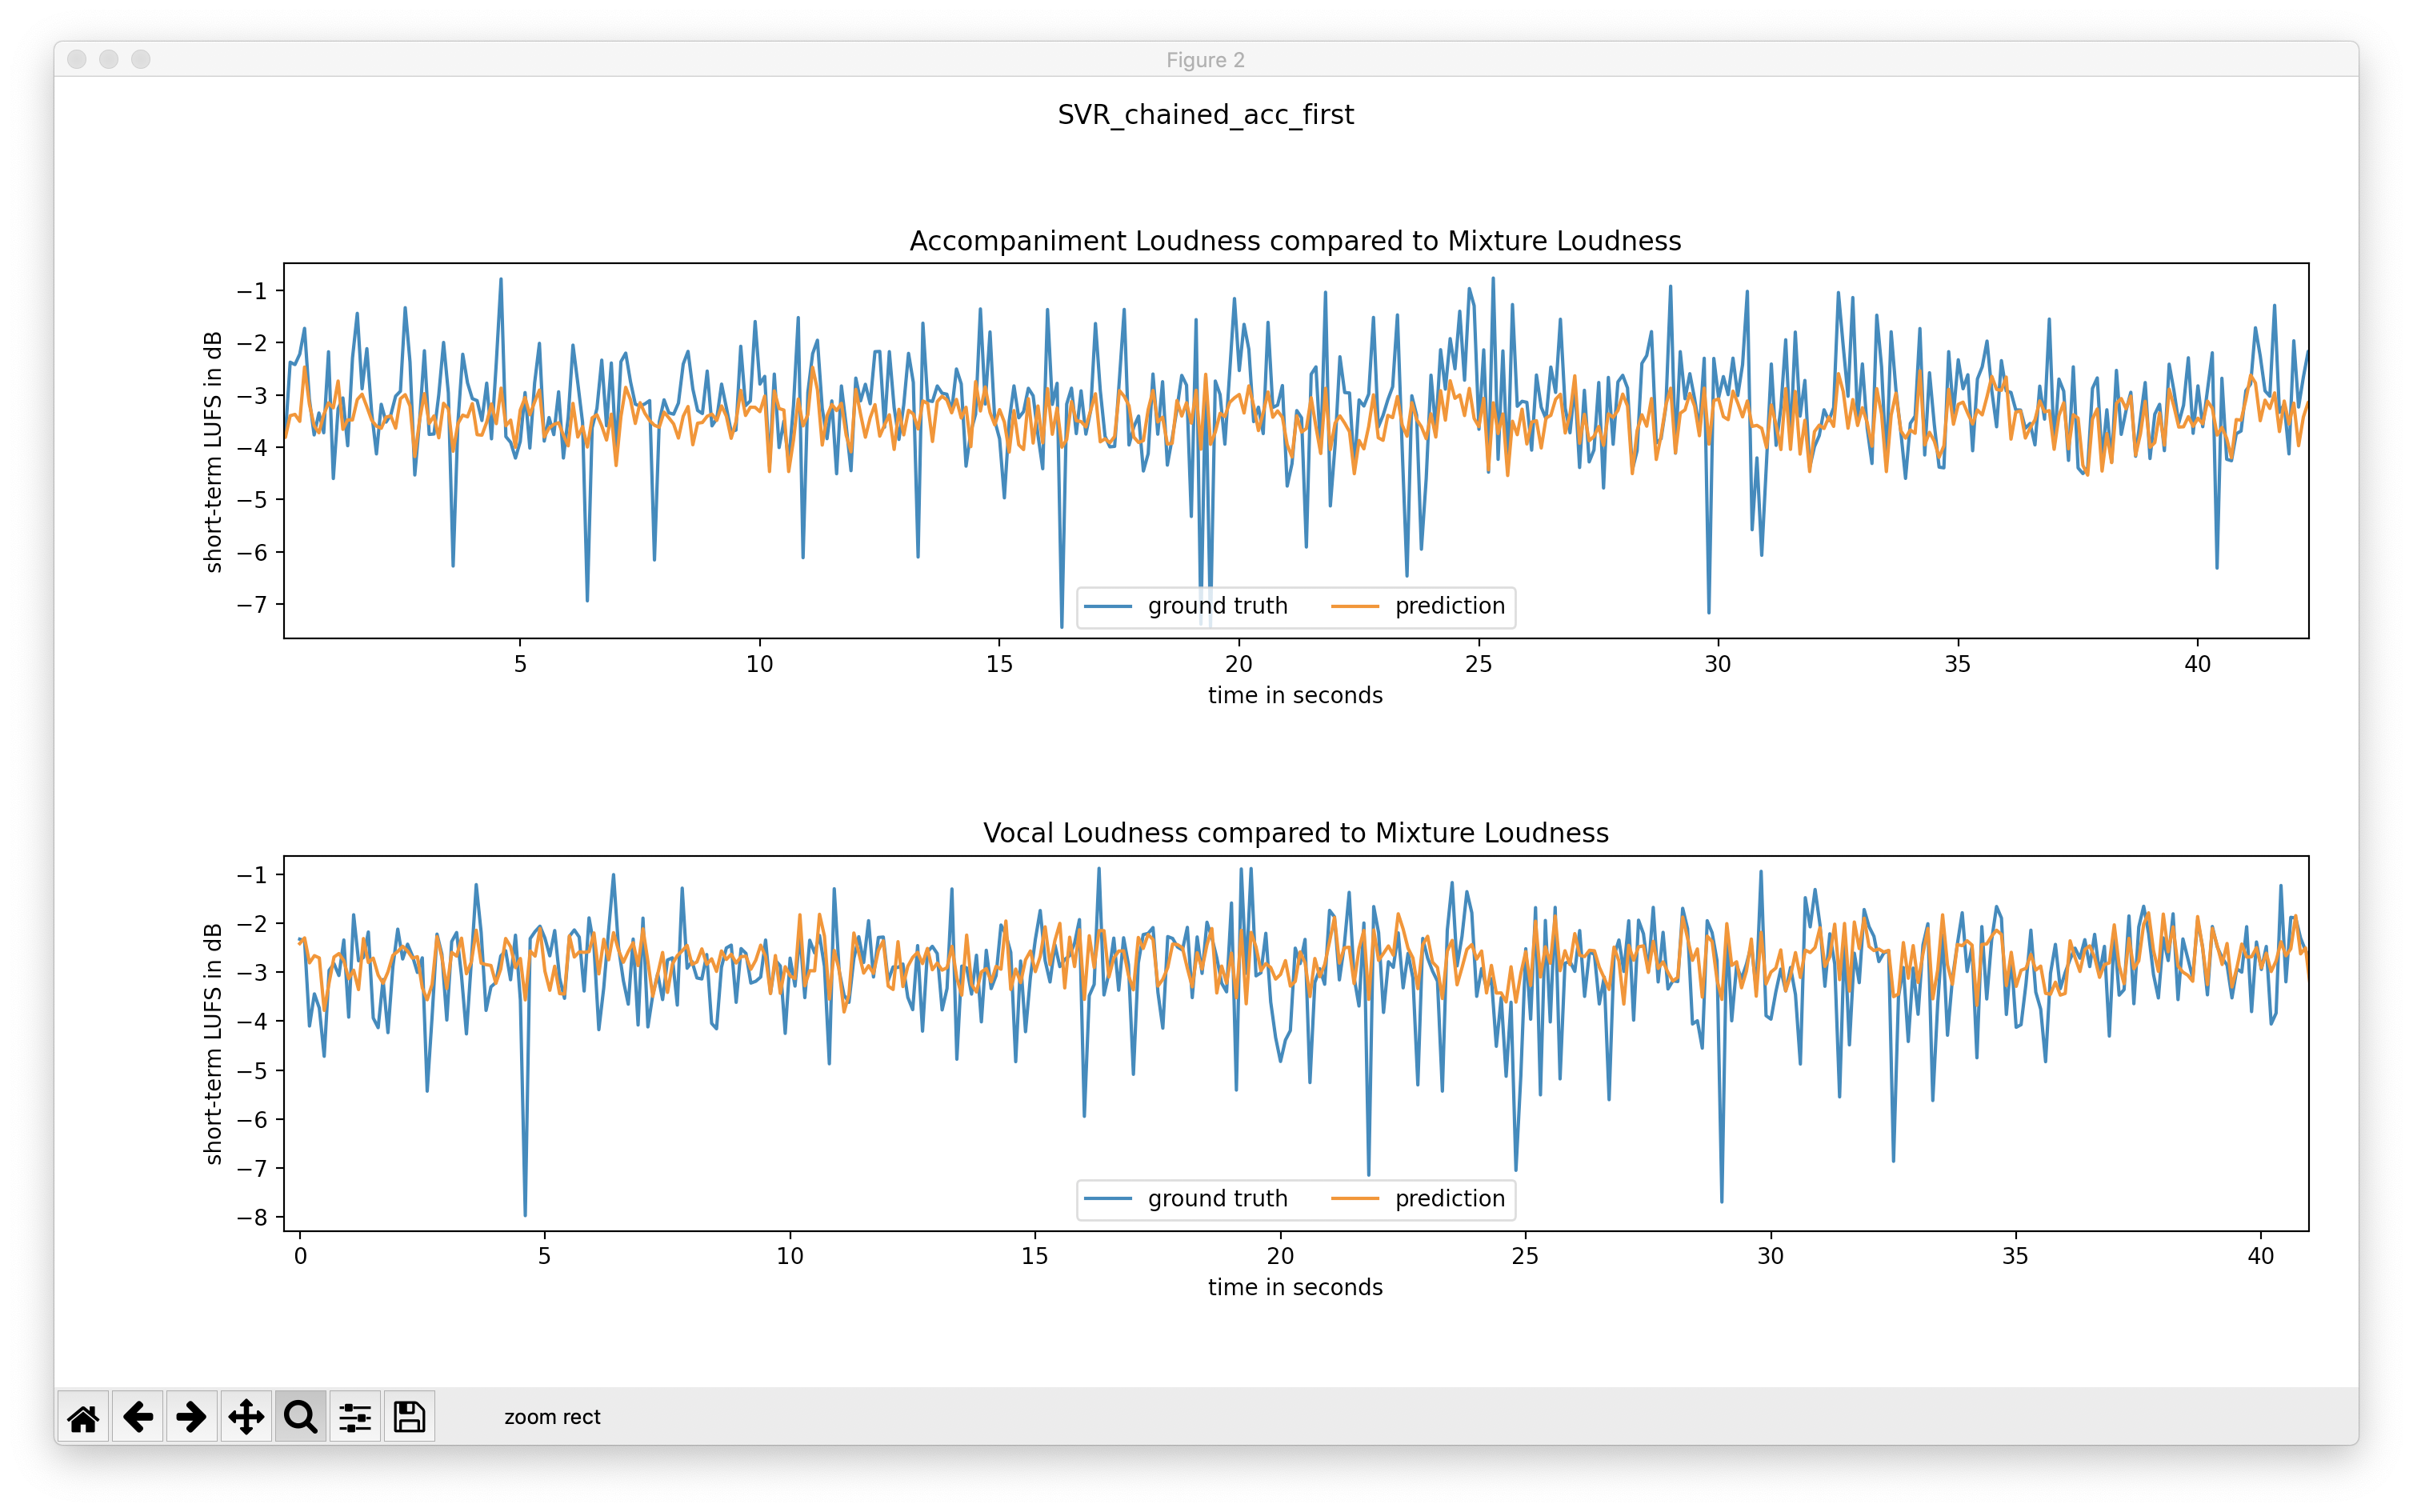 Figure 2
SVR_chained_acc_first
Accompaniment Loudness compared to Mixture Loudness
short-term LUFS in dB
−1
−2
−3
−4
−5
−6
−7
ground truth prediction
5 10 15 20 25 30 35 40
time in seconds
Vocal Loudness compared to Mixture Loudness
short-term LUFS in dB
−1
−2
−3
−4
−5
−6
−7
−8
ground truth prediction
0 5 10 15 20 25 30 35 40
time in seconds
zoom rect